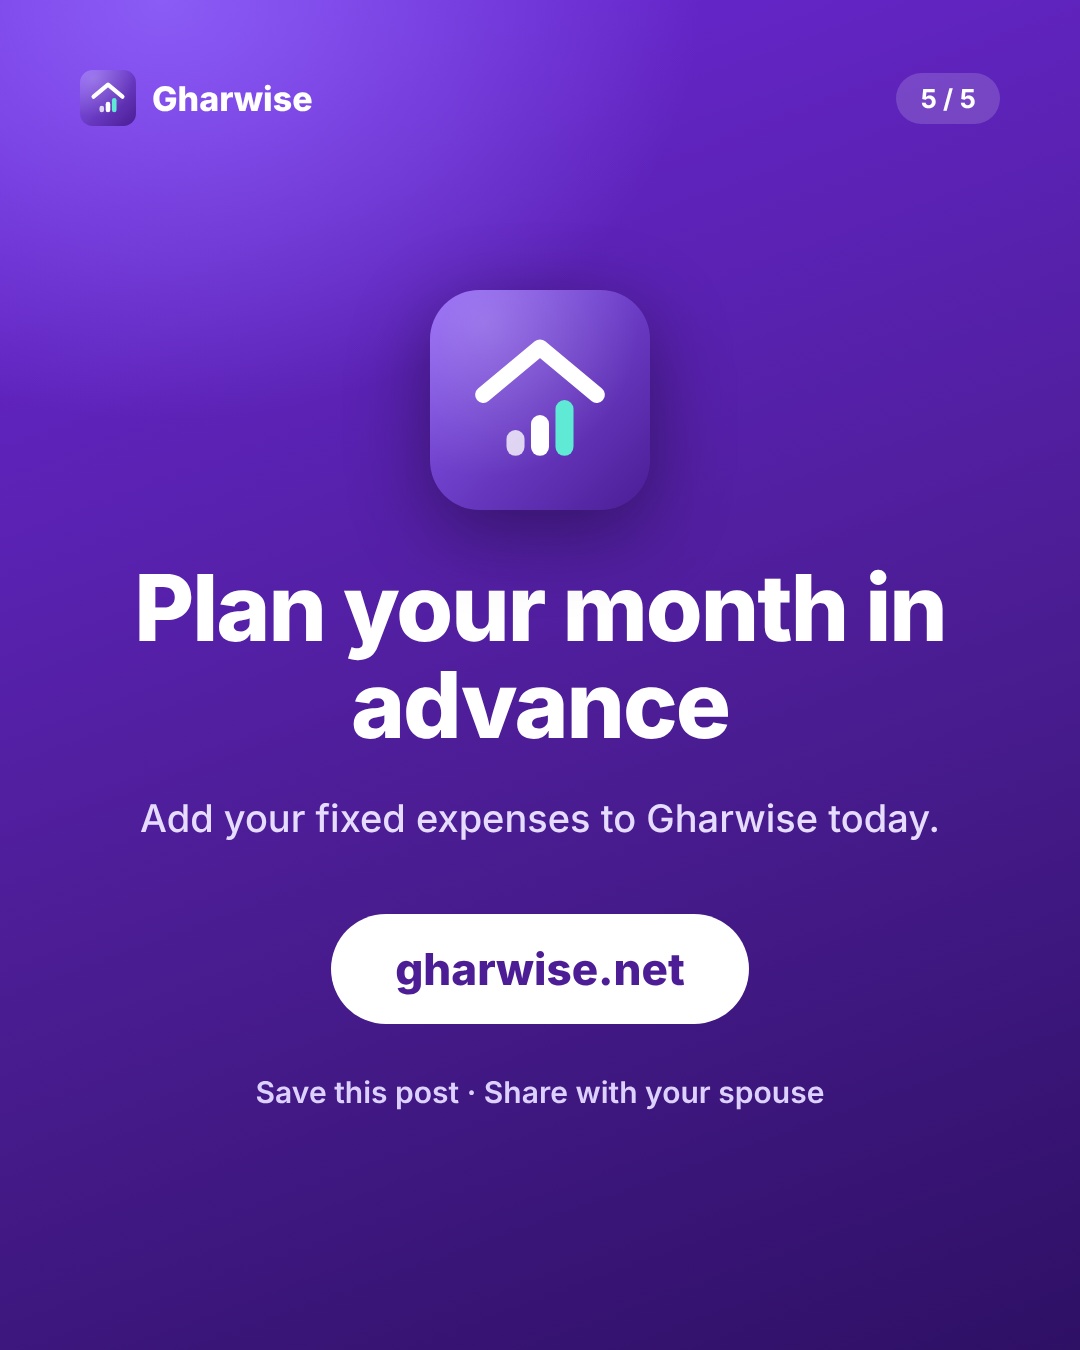 Gharwise
5 / 5
Plan your month in
advance
Add your fixed expenses to Gharwise today.
gharwise.net
Save this post · Share with your spouse